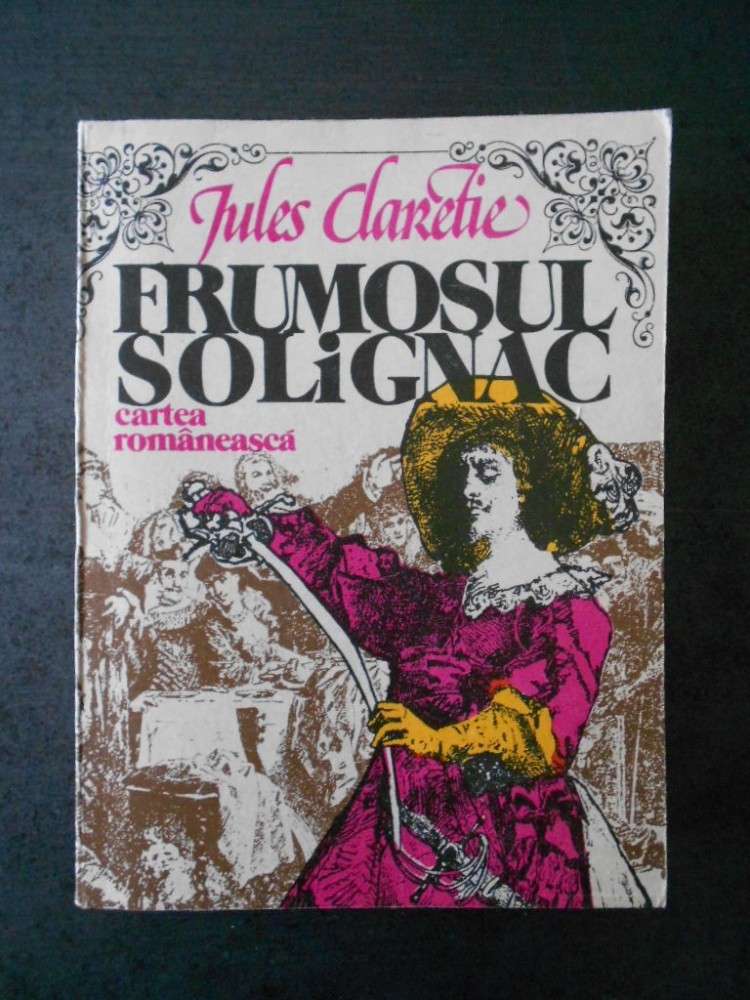 Jules Claretie
FRUMOSUL
SOLiGNAC
cartea
românească